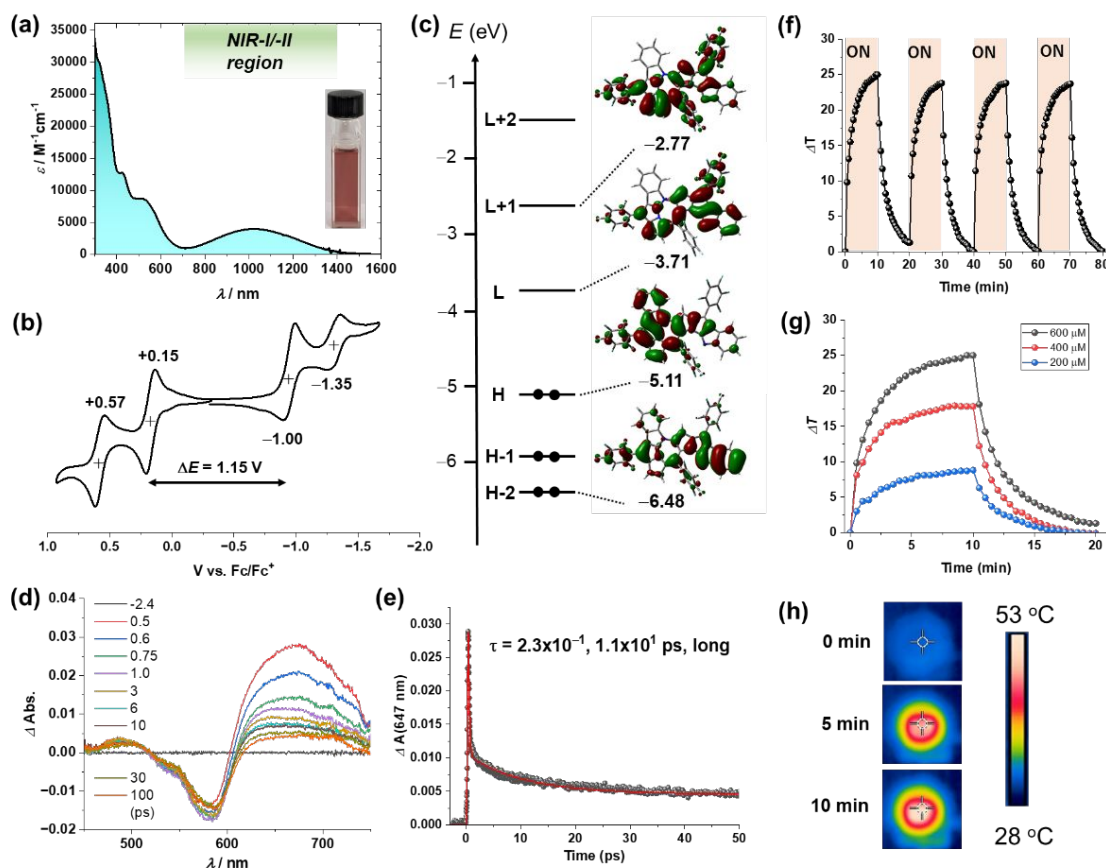 (a)
NIR-I/-II
region
35000
30000
25000
20000
15000
10000
5000
0
ε / M⁻¹cm⁻¹
400 600 800 1000 1200 1400 1600
λ / nm
(b)
+0.57
+0.15
−1.00
−1.35
ΔE = 1.15 V
1.0 0.5 0.0 −0.5 −1.0 −1.5 −2.0
V vs. Fc/Fc⁺
(c)
E (eV)
−1
−2
−3
−4
−5
−6
L+2
L+1
L
H
H-1
H-2
−2.77
−3.71
−5.11
−6.48
(d)
0.04
0.03
0.02
0.01
0.00
−0.01
−0.02
Δ Abs.
-2.4
0.5
0.6
0.75
1.0
3
6
10
30
100
(ps)
500 600 700
λ / nm
(e)
0.030
0.025
0.020
0.015
0.010
0.005
0.000
Δ A(647 nm)
τ = 2.3x10⁻¹, 1.1x10¹ ps, long
0 10 20 30 40 50
Time (ps)
(f)
ON ON ON ON
30
25
20
15
10
5
0
ΔT
0 10 20 30 40 50 60 70 80
Time (min)
(g)
600 μM
400 μM
200 μM
30
25
20
15
10
5
0
ΔT
0 5 10 15 20
Time (min)
(h)
0 min
5 min
10 min
53 °C
28 °C